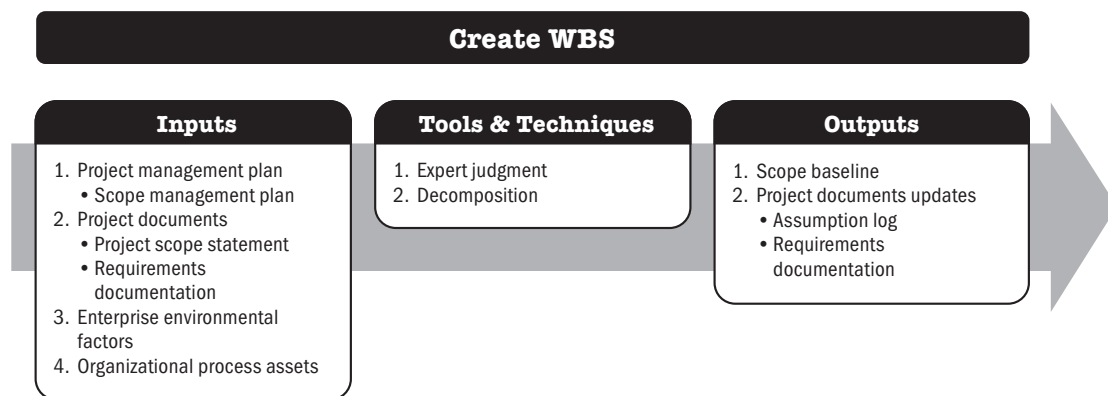 Create WBS
Inputs
1. Project management plan
• Scope management plan
2. Project documents
• Project scope statement
• Requirements
documentation
3. Enterprise environmental
factors
4. Organizational process assets
Tools & Techniques
1. Expert judgment
2. Decomposition
Outputs
1. Scope baseline
2. Project documents updates
• Assumption log
• Requirements
documentation